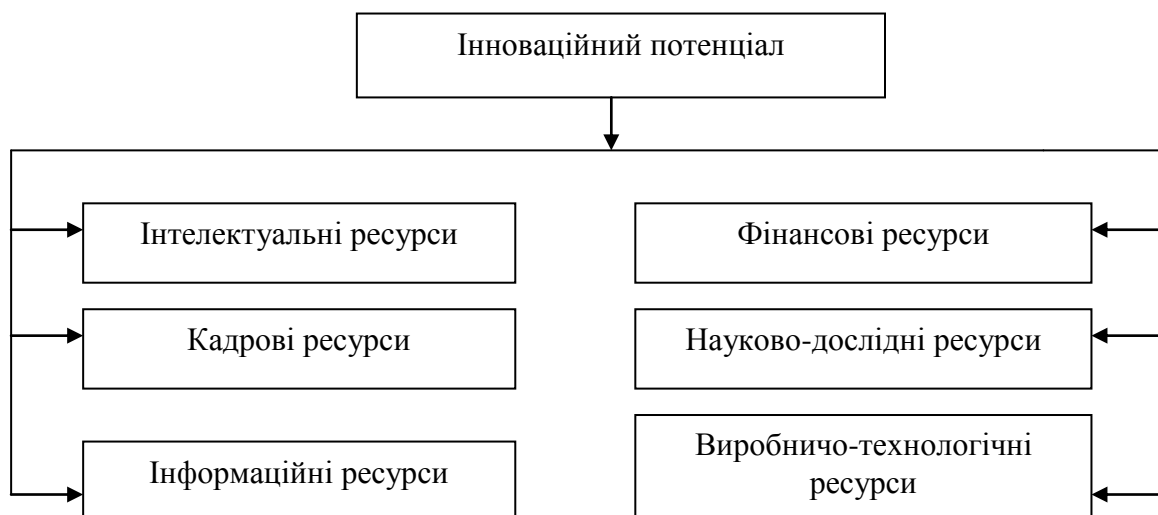 Інноваційний потенціал
Інтелектуальні ресурси
Фінансові ресурси
Кадрові ресурси
Науково-дослідні ресурси
Інформаційні ресурси
Виробничо-технологічні
ресурси